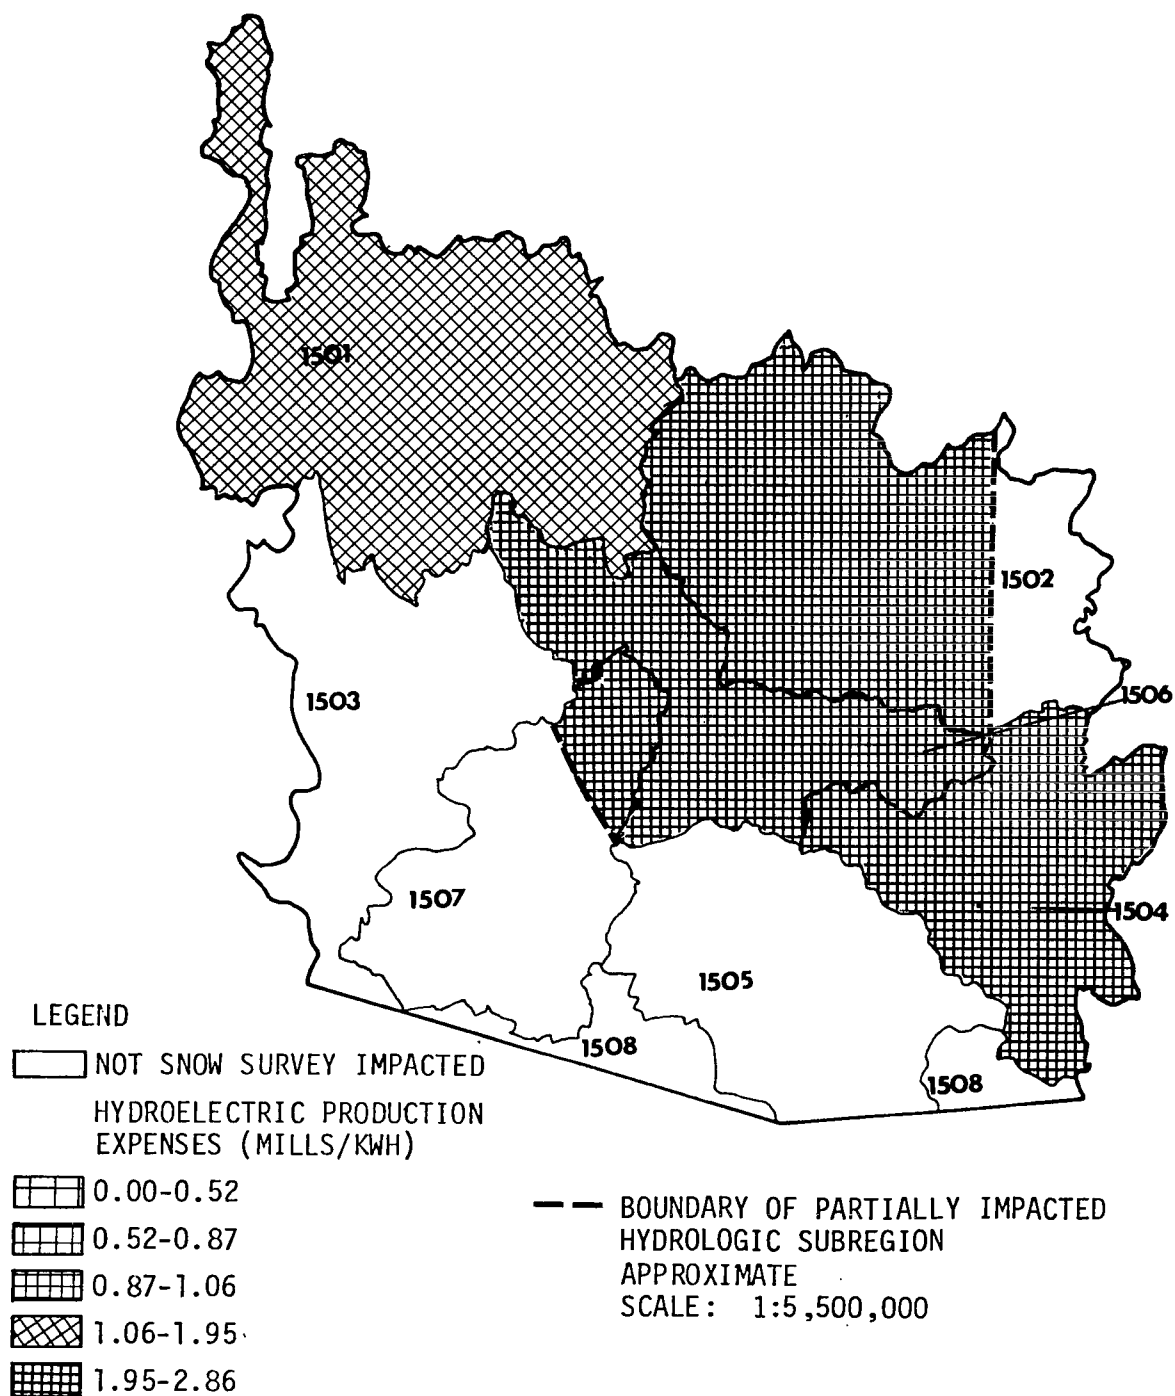 1501
1502
1506
1503
1507
1504
1505
1508
1508
LEGEND
NOT SNOW SURVEY IMPACTED
HYDROELECTRIC PRODUCTION
EXPENSES (MILLS/KWH)
0.00-0.52
0.52-0.87
0.87-1.06
1.06-1.95
1.95-2.86
BOUNDARY OF PARTIALLY IMPACTED
HYDROLOGIC SUBREGION
APPROXIMATE
SCALE: 1:5,500,000